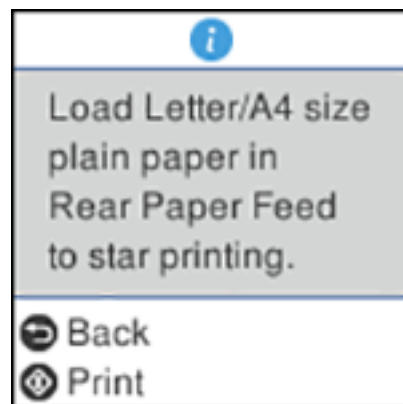 Load Letter/A4 size
plain paper in
Rear Paper Feed
to star printing.
Back
Print